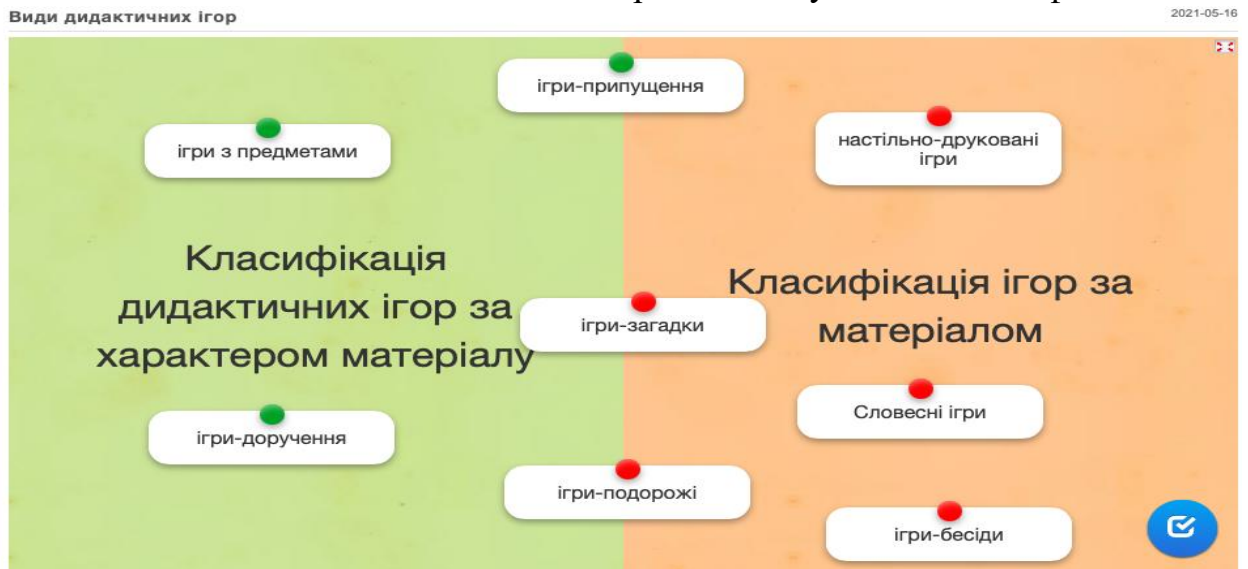 Види дидактичних ігор
2021-05-16
ігри-припущення
ігри з предметами
настільно-друковані
ігри
Класифікація
дидактичних ігор за
характером матеріалу
Класифікація ігор за
матеріалом
ігри-загадки
Словесні ігри
ігри-доручення
ігри-подорожі
ігри-бесіди